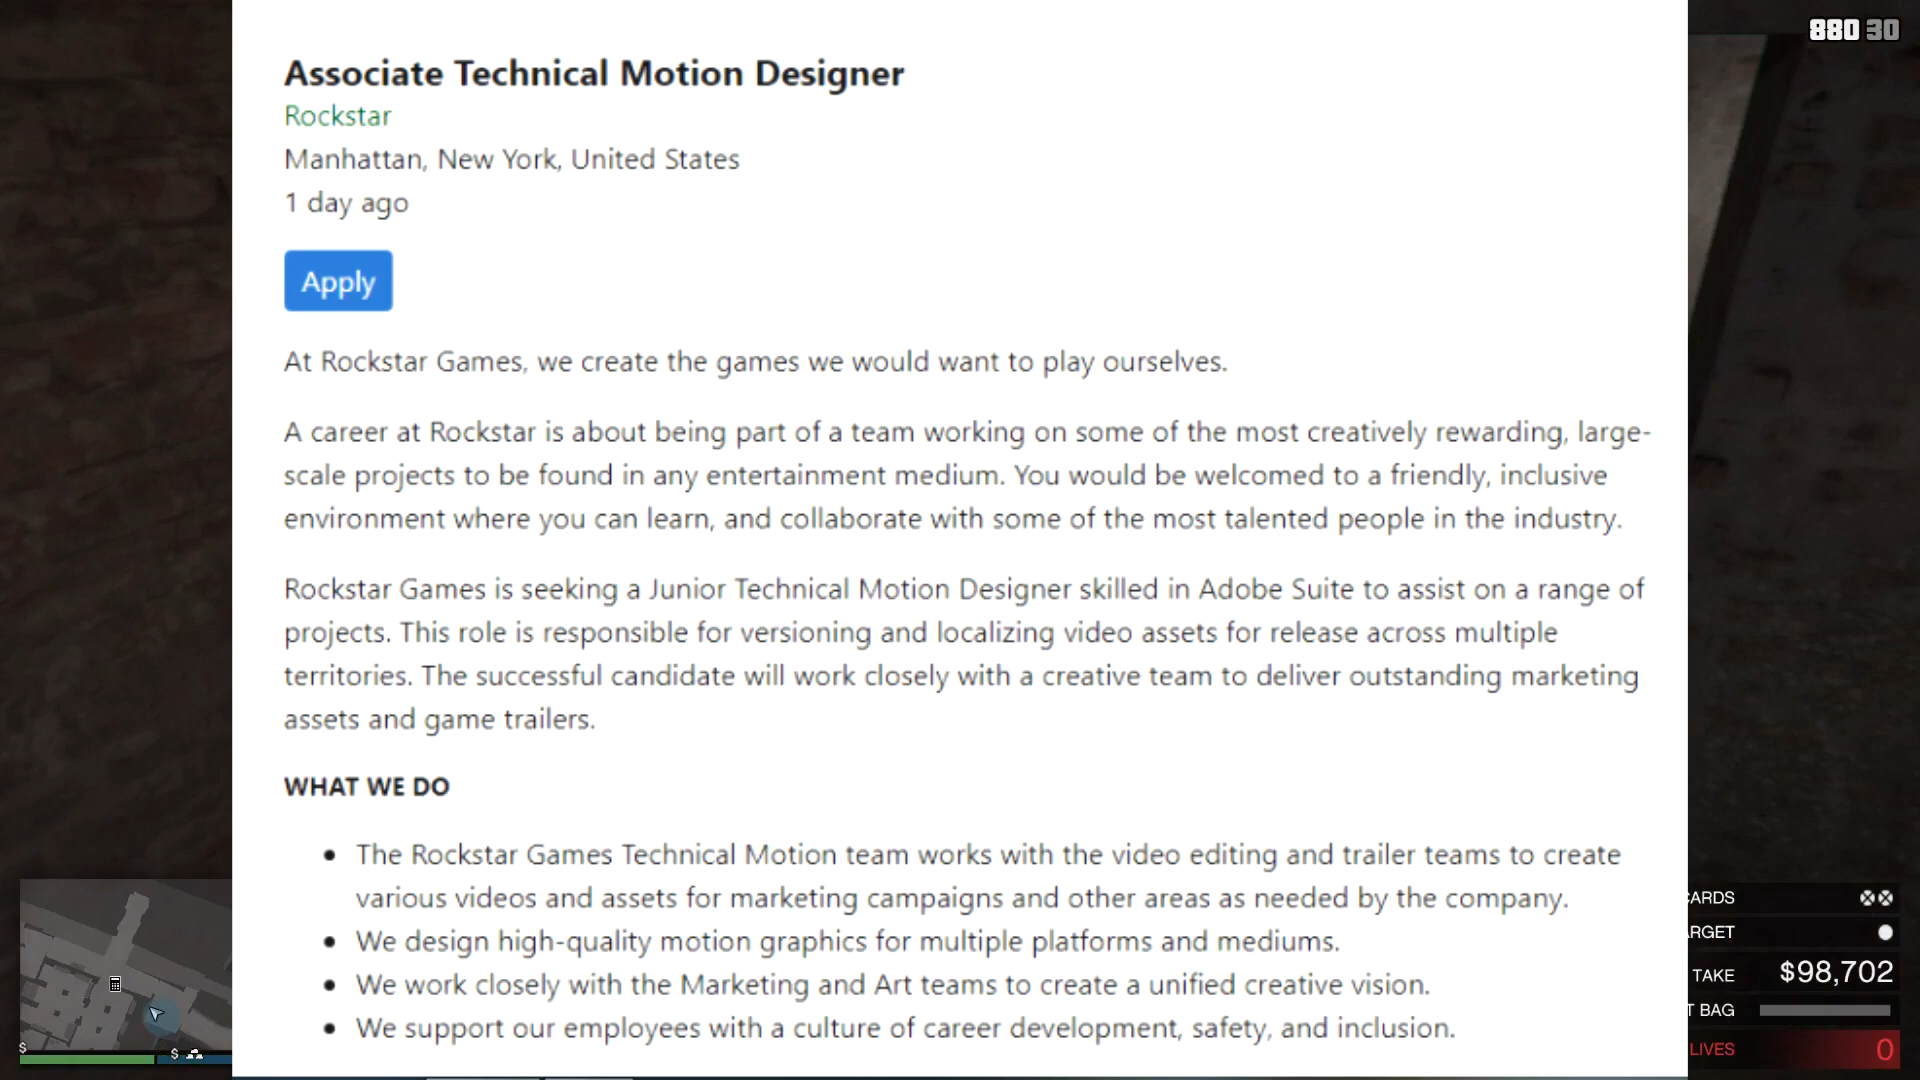 880 30
Associate Technical Motion Designer
Rockstar
Manhattan, New York, United States
1 day ago
Apply
At Rockstar Games, we create the games we would want to play ourselves.
A career at Rockstar is about being part of a team working on some of the most creatively rewarding, large-
scale projects to be found in any entertainment medium. You would be welcomed to a friendly, inclusive
environment where you can learn, and collaborate with some of the most talented people in the industry.
Rockstar Games is seeking a Junior Technical Motion Designer skilled in Adobe Suite to assist on a range of
projects. This role is responsible for versioning and localizing video assets for release across multiple
territories. The successful candidate will work closely with a creative team to deliver outstanding marketing
assets and game trailers.
WHAT WE DO
The Rockstar Games Technical Motion team works with the video editing and trailer teams to create
various videos and assets for marketing campaigns and other areas as needed by the company.
We design high-quality motion graphics for multiple platforms and mediums.
We work closely with the Marketing and Art teams to create a unified creative vision.
We support our employees with a culture of career development, safety, and inclusion.
CARDS
ARGET
TAKE $98,702
T BAG
LIVES 0
$
$